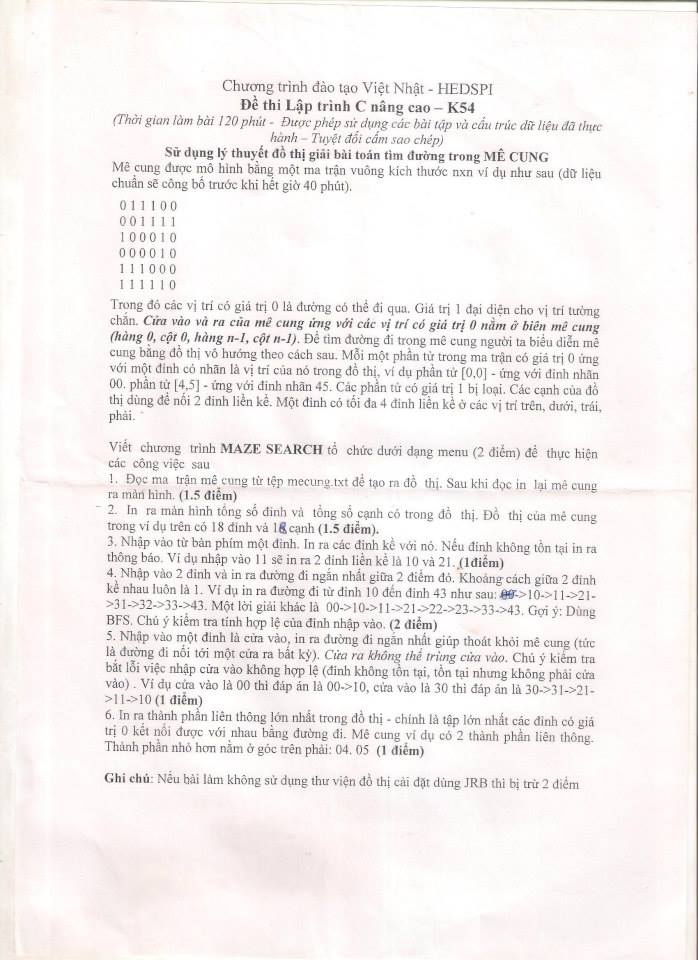 Chương trình đào tạo Việt Nhật - HEDSPI
Đề thi Lập trình C nâng cao – K54
(Thời gian làm bài 120 phút - Được phép sử dụng các bài tập và cấu trúc dữ liệu đã thực
hành – Tuyệt đối cấm sao chép)
Sử dụng lý thuyết đồ thị giải bài toán tìm đường trong MÊ CUNG
Mê cung được mô hình bằng một ma trận vuông kích thước nxn ví dụ như sau (dữ liệu
chuẩn sẽ công bố trước khi hết giờ 40 phút).
0 1 1 1 0 0
0 0 1 1 1 1
1 0 0 0 1 0
0 0 0 0 1 0
1 1 1 0 0 0
1 1 1 1 1 0
Trong đó các vị trí có giá trị 0 là đường có thể đi qua. Giá trị 1 đại diện cho vị trí tường
chắn. Cửa vào và ra của mê cung ứng với các vị trí có giá trị 0 nằm ở biên mê cung
(hàng 0, cột 0, hàng n-1, cột n-1). Để tìm đường đi trong mê cung người ta biểu diễn mê
cung bằng đồ thị vô hướng theo cách sau. Mỗi một phần tử trong ma trận có giá trị 0 ứng
với một đỉnh có nhãn là vị trí của nó trong đồ thị, ví dụ phần tử [0,0] - ứng với đỉnh nhãn
00. phần tử [4,5] - ứng với đỉnh nhãn 45. Các phần tử có giá trị 1 bị loại. Các cạnh của đồ
thị dùng để nối 2 đỉnh liền kề. Một đỉnh có tối đa 4 đỉnh liền kề ở các vị trí trên, dưới, trái,
phải.
Viết chương trình MAZE SEARCH tổ chức dưới dạng menu (2 điểm) để thực hiện
các công việc sau
1. Đọc ma trận mê cung từ tệp mecung.txt để tạo ra đồ thị. Sau khi đọc in lại mê cung
ra màn hình. (1.5 điểm)
2. In ra màn hình tổng số đỉnh và tổng số cạnh có trong đồ thị. Đồ thị của mê cung
trong ví dụ trên có 18 đỉnh và 18 cạnh (1.5 điểm).
3. Nhập vào từ bàn phím một đỉnh. In ra các đỉnh kề với nó. Nếu đỉnh không tồn tại in ra
thông báo. Ví dụ nhập vào 11 sẽ in ra 2 đỉnh liền kề là 10 và 21. (1điểm)
4. Nhập vào 2 đỉnh và in ra đường đi ngắn nhất giữa 2 điểm đó. Khoảng cách giữa 2 đỉnh
kề nhau luôn là 1. Ví dụ in ra đường đi từ đỉnh 10 đến đỉnh 43 như sau: 00->10->11->21-
>31->32->33->43. Một lời giải khác là 00->10->11->21->22->23->33->43. Gợi ý: Dùng
BFS. Chú ý kiểm tra tính hợp lệ của đỉnh nhập vào. (2 điểm)
5. Nhập vào một đỉnh là cửa vào, in ra đường đi ngắn nhất giúp thoát khỏi mê cung (tức
là đường đi nối tới một cửa ra bất kỳ). Cửa ra không thể trùng cửa vào. Chú ý kiểm tra
bắt lỗi việc nhập cửa vào không hợp lệ (đỉnh không tồn tại, tồn tại nhưng không phải cửa
vào) . Ví dụ cửa vào là 00 thì đáp án là 00->10, cửa vào là 30 thì đáp án là 30->31->21-
>11->10 (1 điểm)
6. In ra thành phần liên thông lớn nhất trong đồ thị - chính là tập lớn nhất các đỉnh có giá
trị 0 kết nối được với nhau bằng đường đi. Mê cung ví dụ có 2 thành phần liên thông.
Thành phần nhỏ hơn nằm ở góc trên phải: 04. 05 (1 điểm)
Ghi chú: Nếu bài làm không sử dụng thư viện đồ thị cài đặt dùng JRB thì bị trừ 2 điểm